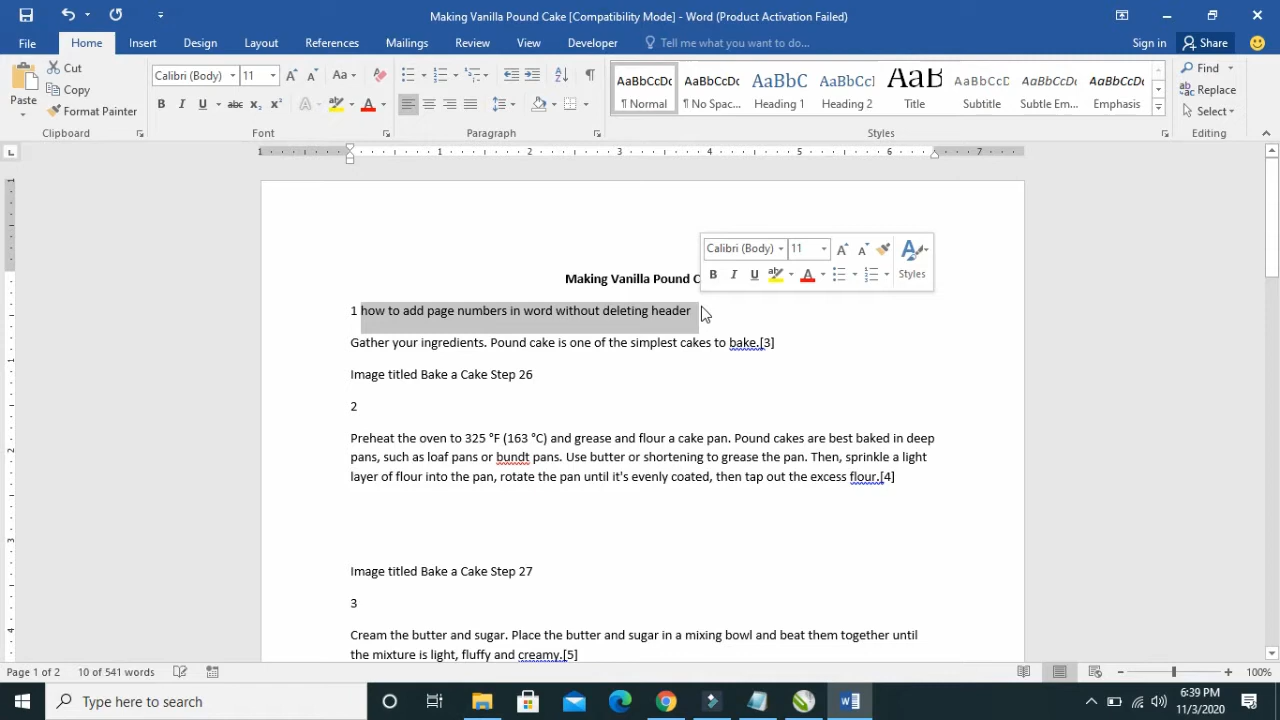 Making Vanilla Pound Cake [Compatibility Mode] - Word (Product Activation Failed)
File Home Insert Design Layout References Mailings Review View Developer Tell me what you want to do... Sign in Share
Cut
Copy
Format Painter
Paste
Clipboard
Calibri (Body) 11
Font
Paragraph
AaBbCcDc AaBbCcDc AaBbC AaBbCcI AaB AaBbCcDc AaBbCcDc AaBbCcDc
¶ Normal ¶ No Spac... Heading 1 Heading 2 Title Subtitle Subtle Em... Emphasis
Styles
Find
Replace
Select
Editing
1 1 2 3 4 5 6 7
Making Vanilla Pound C
Calibri (Body) 11
B I U Styles
1 how to add page numbers in word without deleting header
Gather your ingredients. Pound cake is one of the simplest cakes to bake.[3]
Image titled Bake a Cake Step 26
2
Preheat the oven to 325 °F (163 °C) and grease and flour a cake pan. Pound cakes are best baked in deep
pans, such as loaf pans or bundt pans. Use butter or shortening to grease the pan. Then, sprinkle a light
layer of flour into the pan, rotate the pan until it's evenly coated, then tap out the excess flour.[4]
Image titled Bake a Cake Step 27
3
Cream the butter and sugar. Place the butter and sugar in a mixing bowl and beat them together until
the mixture is light, fluffy and creamy.[5]
Page 1 of 2 10 of 541 words 100%
Type here to search
6:39 PM
11/3/2020